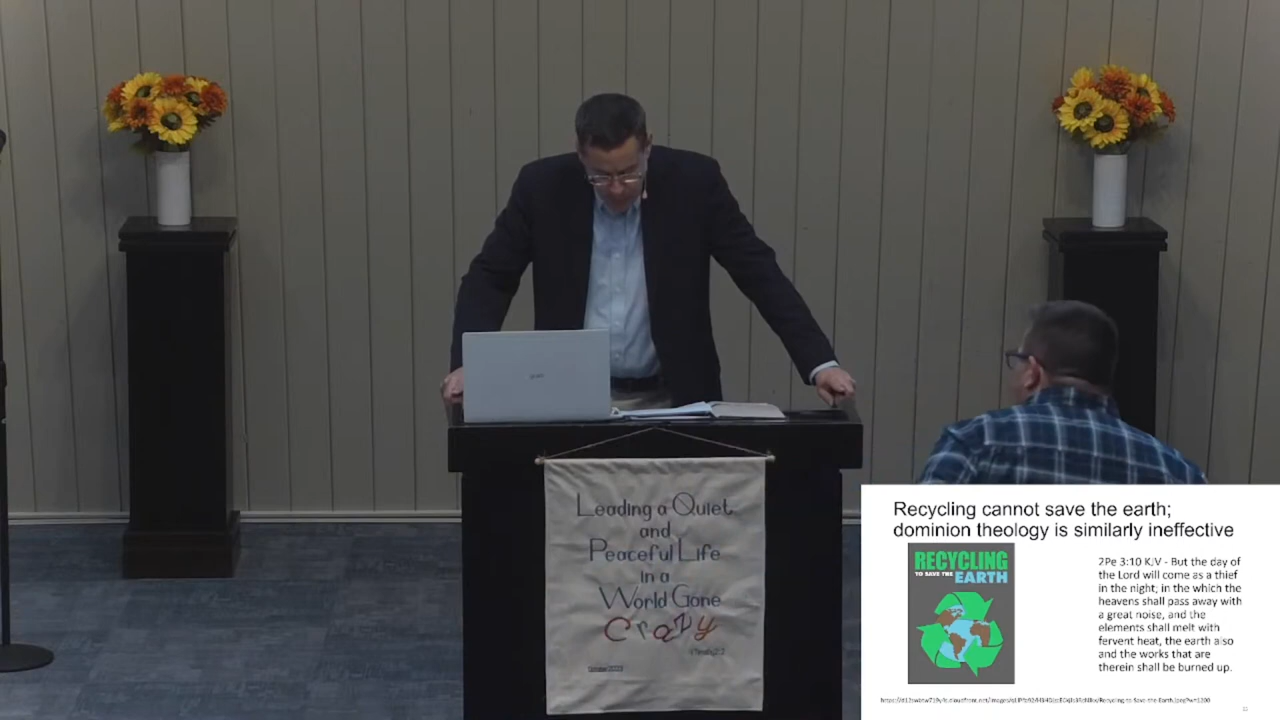 Leading a Quiet
and
Peaceful Life
in a
World Gone
Crazy
Recycling cannot save the earth;
dominion theology is similarly ineffective
RECYCLING
TO SAVE THE EARTH
2Pe 3:10 KJV - But the day of
the Lord will come as a thief
in the night; in the which the
heavens shall pass away with
a great noise, and the
elements shall melt with
fervent heat, the earth also
and the works that are
therein shall be burned up.